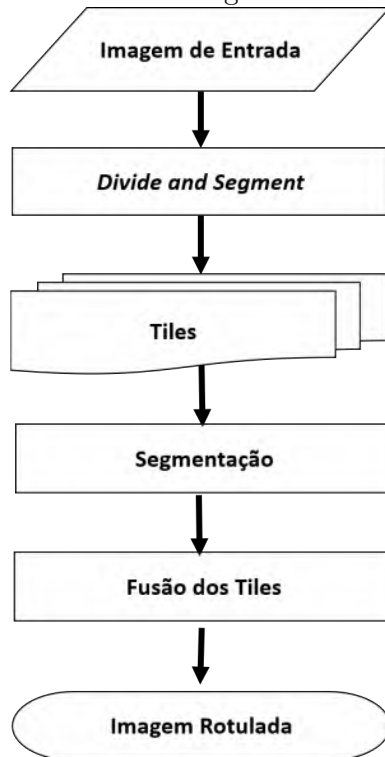 Imagem de Entrada
Divide and Segment
Tiles
Segmentação
Fusão dos Tiles
Imagem Rotulada